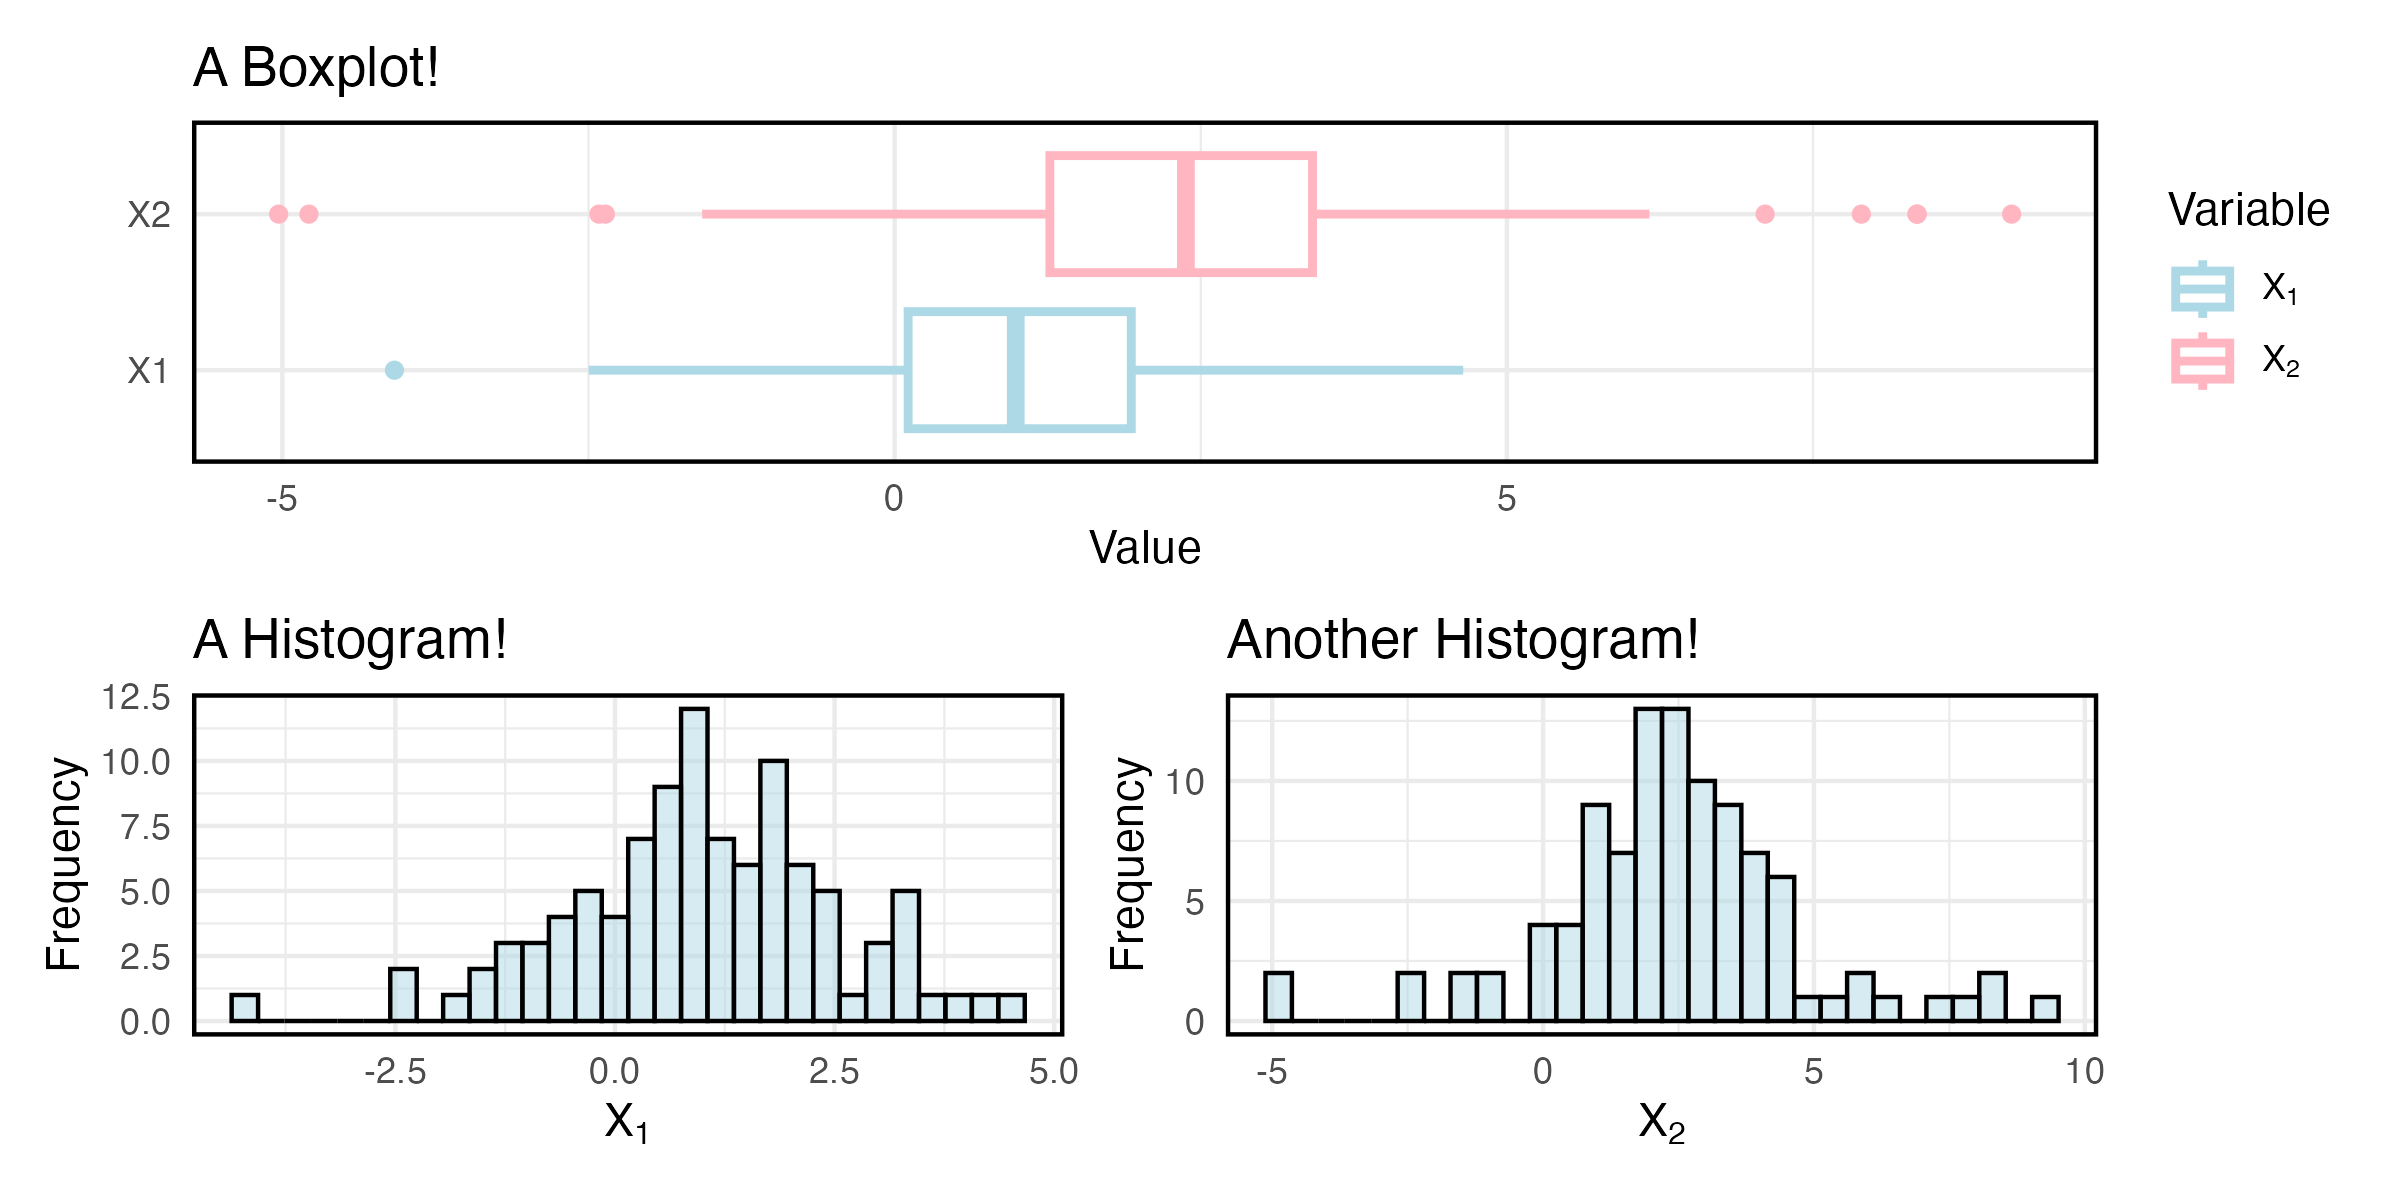 A Boxplot!
X2
X1
-5 0 5
Value
Variable
X₁
X₂
A Histogram!
12.5
10.0
7.5
5.0
2.5
0.0
Frequency
-2.5 0.0 2.5 5.0
X₁
Another Histogram!
10
5
0
Frequency
-5 0 5 10
X₂